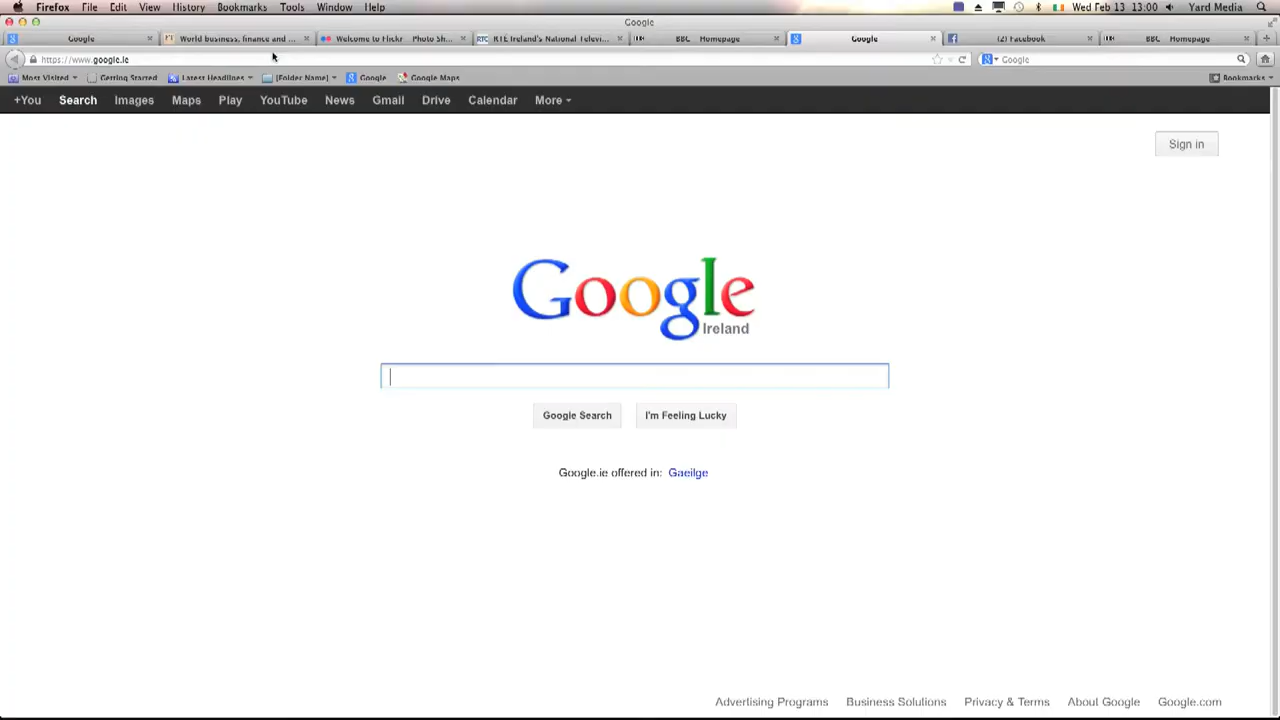 Firefox File Edit View History Bookmarks Tools Window Help Wed Feb 13 13:00 Yard Media
Google
Google World business, finance and ... Welcome to Flickr Photo Sh... RTE Ireland's National Televi... BBC Homepage Google (2) Facebook BBC Homepage
https://www.google.ie Google
Most Visited Getting Started Latest Headlines [Folder Name] Google Google Maps Bookmarks
+You Search Images Maps Play YouTube News Gmail Drive Calendar More
Sign in
Google
Ireland
Google Search I'm Feeling Lucky
Google.ie offered in: Gaeilge
Advertising Programs Business Solutions Privacy & Terms About Google Google.com